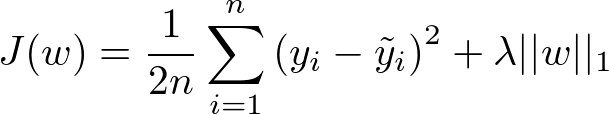 J(w) = \frac{1}{2n} \sum_{i=1}^{n} (y_i - \tilde{y}_i)^2 + \lambda ||w||_1